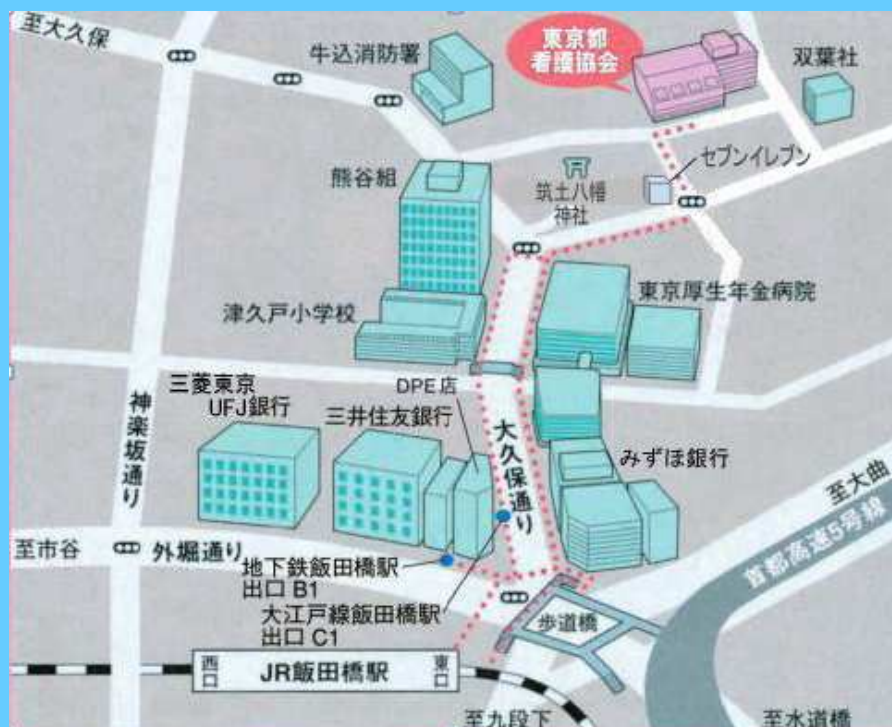 至大久保
牛込消防署
東京都
看護協会
双葉社
セブンイレブン
熊谷組
筑土八幡
神社
東京厚生年金病院
津久戸小学校
DPE店
三菱東京
UFJ銀行
三井住友銀行
神楽坂通り
大久保通り
みずほ銀行
至大曲
首都高速5号線
至市谷
外堀通り
地下鉄飯田橋駅
出口 B1
大江戸線飯田橋駅
出口 C1
歩道橋
西口
JR飯田橋駅
東口
至九段下
至水道橋